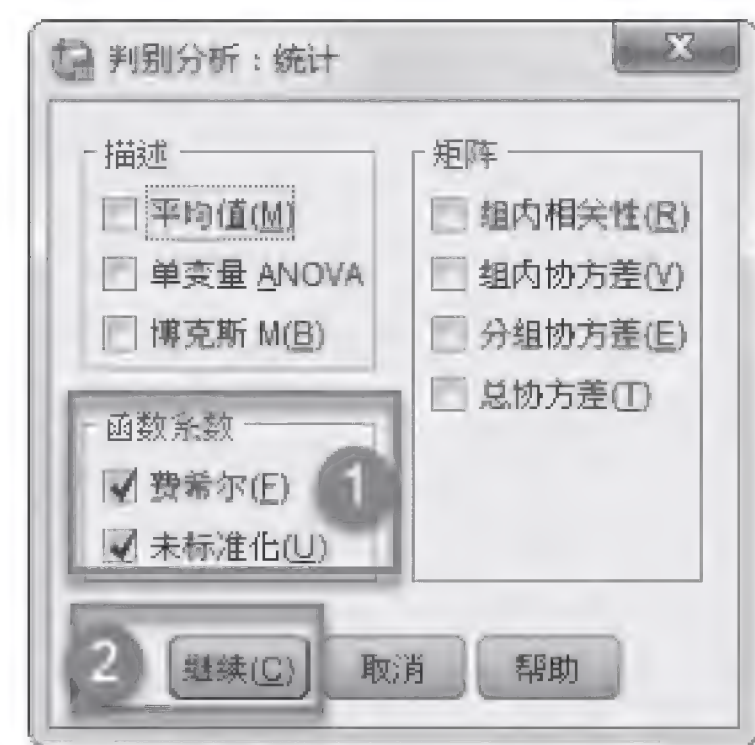 判别分析：统计
描述
平均值(M)
单变量 ANOVA
博克斯 M(B)
函数系数
费希尔(F)
未标准化(U)
1
矩阵
组内相关性(R)
组内协方差(V)
分组协方差(E)
总协方差(T)
2
继续(C)
取消
帮助